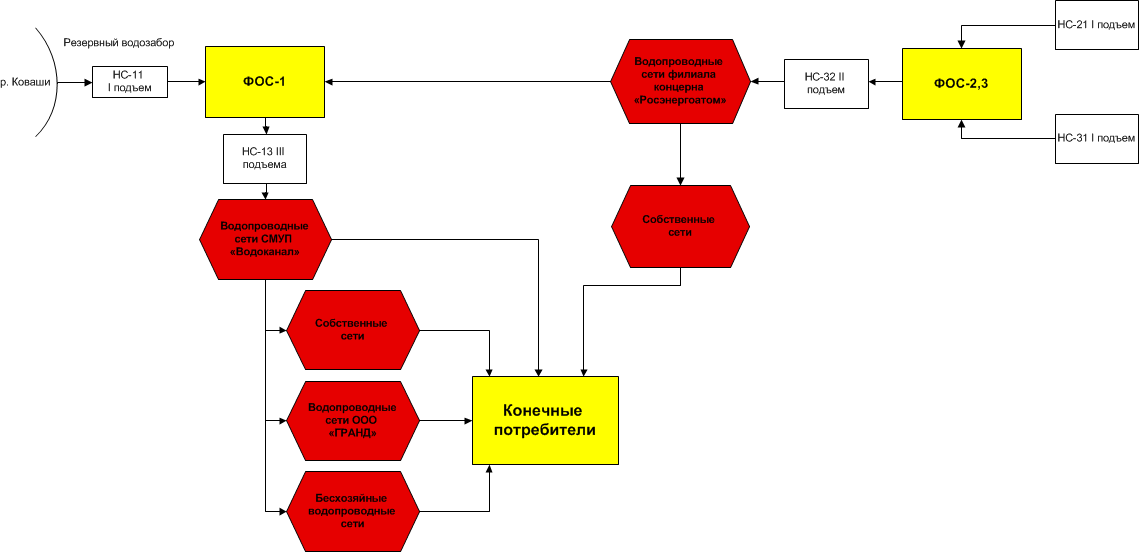 Резервный водозабор
р. Коваши
НС-11
I подъем
ФОС-1
Водопроводные
сети филиала
концерна
«Росэнергоатом»
НС-32 II
подъем
ФОС-2,3
НС-21 I подъем
НС-31 I подъем
НС-13 III
подъема
Водопроводные
сети СМУП
«Водоканал»
Собственные
сети
Собственные
сети
Водопроводные
сети ООО
«ГРАНД»
Бесхозяйные
водопроводные
сети
Конечные
потребители